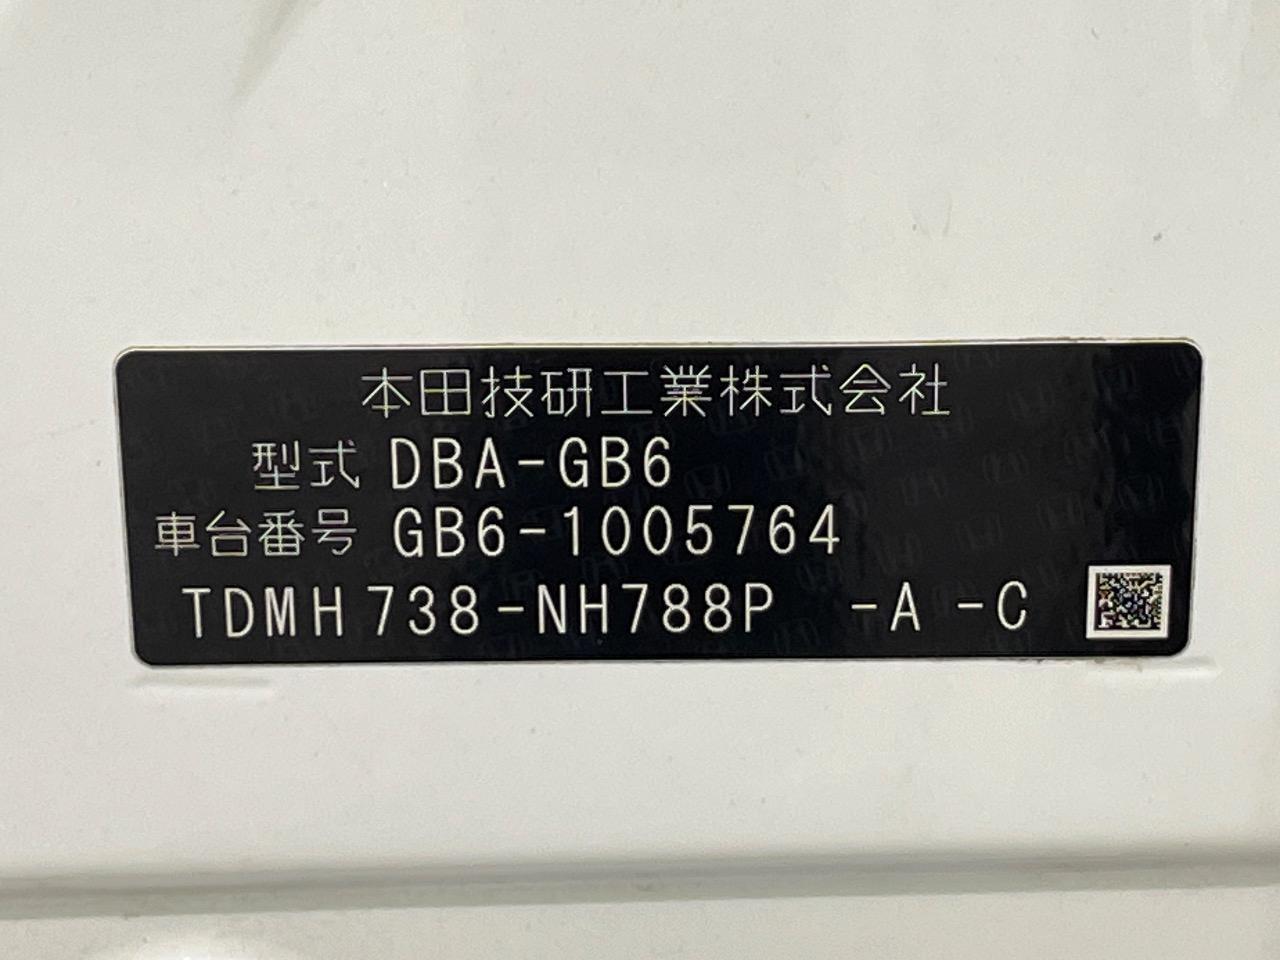 本田技研工業株式会社
型式 DBA-GB6
車台番号 GB6-1005764
TDMH738-NH788P -A -C